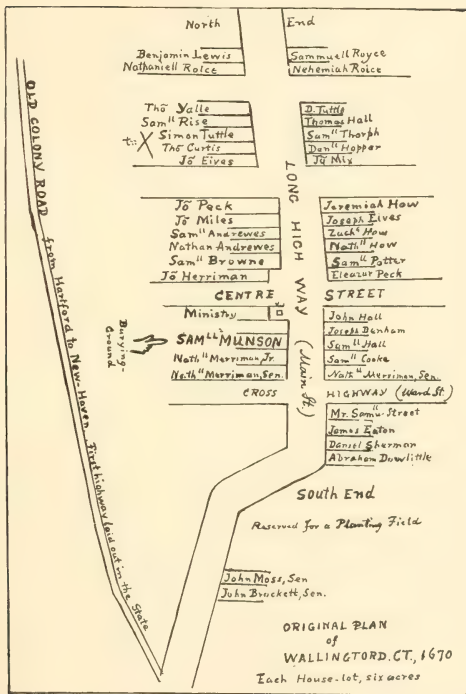 North End
Benjamin Lewis
Nathaniell Roice
Sammuell Royce
Nehemiah Roice
OLD COLONY ROAD from Hartford to New-Haven First highway laid out in the State
Thō Yalle
Samll Rise
Simon Tuttle
Thō Curtis
Jō Eives
D. Tuttle
Thomas Hall
Samll Thorph
Danll Hopper
Jō Mix
LONG HIGH WAY
(Main St.)
Jō Peck
Jō Miles
Samll Andrewes
Nathan Andrewes
Samll Browne
Jō Herriman
Jeremiah How
Joseph Eives
Zachh How
Nathll How
Samll Potter
Eleazur Peck
CENTRE STREET
Ministry
SAMLL MUNSON
Nathll Merriman, Jr.
Nathll Merriman, Sen.
Burying-
Ground
John Hall
Joseph Benham
Samll Hall
Samll Cooke
Nathll Merriman, Sen.
CROSS HIGHWAY (Ward St.)
Mr. Samll Street
James Eaton
Daniel Sherman
Abraham Doewlittle
South End
Reserved for a Planting Field
John Moss, Sen
John Brockett, Sen.
ORIGINAL PLAN
of
WALLINGTORD. CT., 1670
Each House-lot, six acres